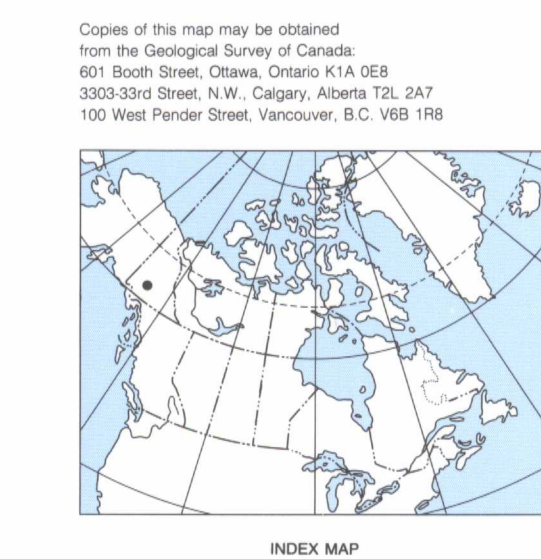 Copies of this map may be obtained
from the Geological Survey of Canada:
601 Booth Street, Ottawa, Ontario K1A 0E8
3303-33rd Street, N.W., Calgary, Alberta T2L 2A7
100 West Pender Street, Vancouver, B.C. V6B 1R8
INDEX MAP